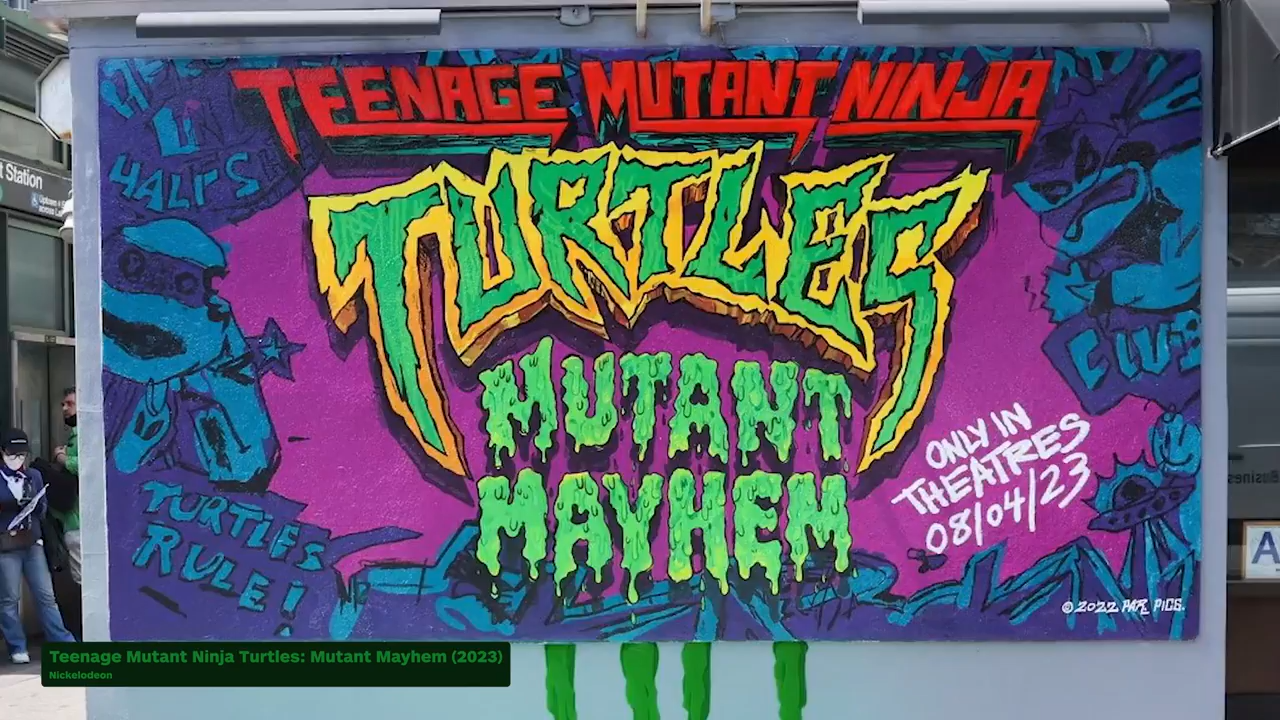 TEENAGE MUTANT NINJA
TURTLES
MUTANT
MAYHEM
ONLY IN
THEATRES
08/04/23
TURTLES
RULE!
CLUB
© 2022 PAR. PICS.
t Station
A
Teenage Mutant Ninja Turtles: Mutant Mayhem (2023)
Nickelodeon